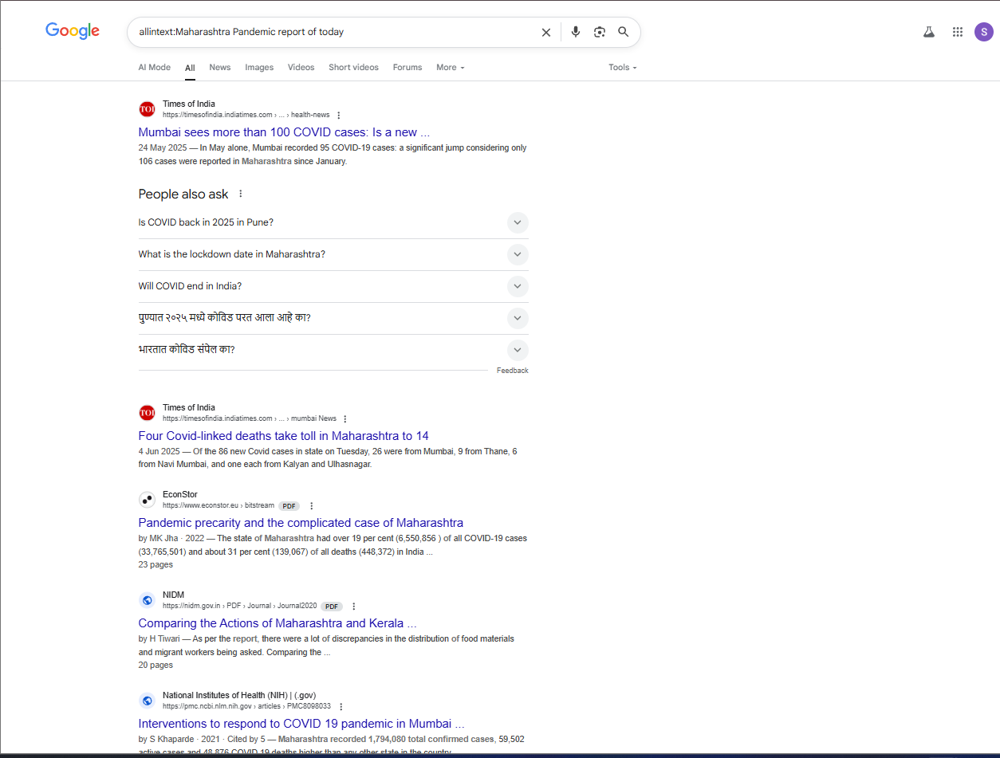 Google
allintext:Maharashtra Pandemic report of today
S
AI Mode All News Images Videos Short videos Forums More Tools
TOI
Times of India
https://timesofindia.indiatimes.com › ... › health-news
Mumbai sees more than 100 COVID cases: Is a new ...
24 May 2025 — In May alone, Mumbai recorded 95 COVID-19 cases: a significant jump considering only
106 cases were reported in Maharashtra since January.
People also ask
Is COVID back in 2025 in Pune?
What is the lockdown date in Maharashtra?
Will COVID end in India?
पुण्यात २०२५ मध्ये कोविड परत आला आहे का?
भारतात कोविड संपेल का?
Feedback
TOI
Times of India
https://timesofindia.indiatimes.com › ... › mumbai News
Four Covid-linked deaths take toll in Maharashtra to 14
4 Jun 2025 — Of the 86 new Covid cases in state on Tuesday, 26 were from Mumbai, 9 from Thane, 6
from Navi Mumbai, and one each from Kalyan and Ulhasnagar.
EconStor
https://www.econstor.eu › bitstream PDF
Pandemic precarity and the complicated case of Maharashtra
by MK Jha · 2022 — The state of Maharashtra had over 19 per cent (6,550,856 ) of all COVID-19 cases
(33,765,501) and about 31 per cent (139,067) of all deaths (448,372) in India ...
23 pages
NIDM
https://nidm.gov.in › PDF › Journal › Journal2020 PDF
Comparing the Actions of Maharashtra and Kerala ...
by H Tiwari — As per the report, there were a lot of discrepancies in the distribution of food materials
and migrant workers being asked. Comparing the ...
20 pages
National Institutes of Health (NIH) | (.gov)
https://pmc.ncbi.nlm.nih.gov › articles › PMC8098033
Interventions to respond to COVID 19 pandemic in Mumbai ...
by S Khaparde · 2021 · Cited by 5 — Maharashtra recorded 1,794,080 total confirmed cases, 59,502
active cases and 48,876 COVID 19 deaths higher than any other state in the country